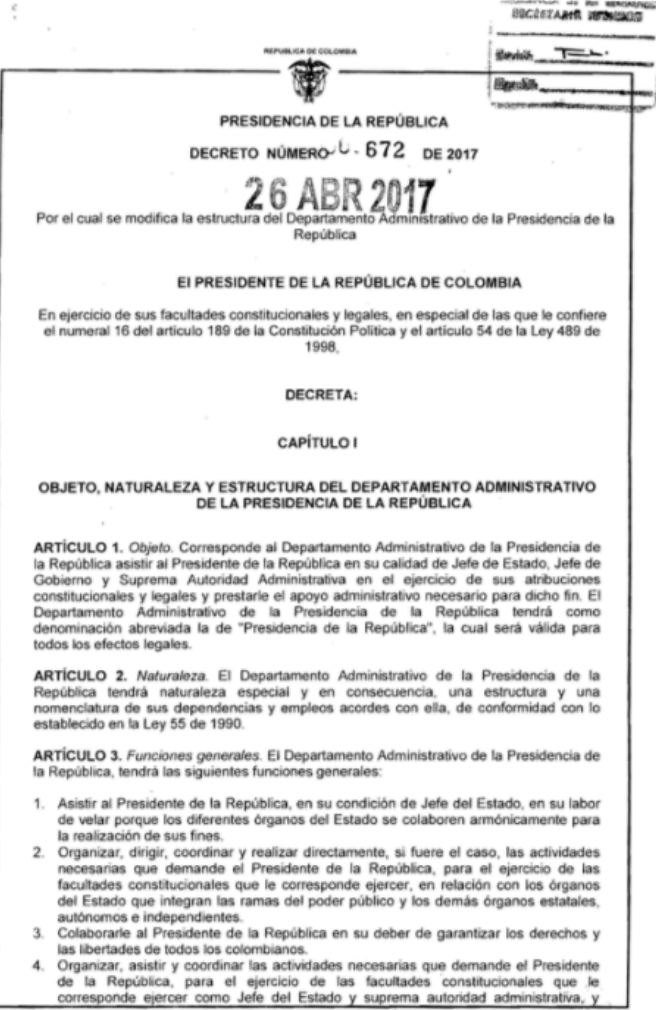 SECRETARÍA JURÍDICA
Revisó
Aprobó
REPUBLICA DE COLOMBIA
PRESIDENCIA DE LA REPÚBLICA
DECRETO NÚMERO 672 DE 2017
26 ABR 2017
Por el cual se modifica la estructura del Departamento Administrativo de la Presidencia de la
República
El PRESIDENTE DE LA REPÚBLICA DE COLOMBIA
En ejercicio de sus facultades constitucionales y legales, en especial de las que le confiere
el numeral 16 del artículo 189 de la Constitución Política y el artículo 54 de la Ley 489 de
1998,
DECRETA:
CAPÍTULO I
OBJETO, NATURALEZA Y ESTRUCTURA DEL DEPARTAMENTO ADMINISTRATIVO
DE LA PRESIDENCIA DE LA REPÚBLICA
ARTÍCULO 1. Objeto. Corresponde al Departamento Administrativo de la Presidencia de
la República asistir al Presidente de la República en su calidad de Jefe de Estado, Jefe de
Gobierno y Suprema Autoridad Administrativa en el ejercicio de sus atribuciones
constitucionales y legales y prestarle el apoyo administrativo necesario para dicho fin. El
Departamento Administrativo de la Presidencia de la República tendrá como
denominación abreviada la de "Presidencia de la República", la cual será válida para
todos los efectos legales.
ARTÍCULO 2. Naturaleza. El Departamento Administrativo de la Presidencia de la
República tendrá naturaleza especial y en consecuencia, una estructura y una
nomenclatura de sus dependencias y empleos acordes con ella, de conformidad con lo
establecido en la Ley 55 de 1990.
ARTÍCULO 3. Funciones generales. El Departamento Administrativo de la Presidencia de
la República, tendrá las siguientes funciones generales:
1. Asistir al Presidente de la República, en su condición de Jefe del Estado, en su labor
de velar porque los diferentes órganos del Estado se colaboren armónicamente para
la realización de sus fines.
2. Organizar, dirigir, coordinar y realizar directamente, si fuere el caso, las actividades
necesarias que demande el Presidente de la República, para el ejercicio de las
facultades constitucionales que le corresponde ejercer, en relación con los órganos
del Estado que integran las ramas del poder público y los demás órganos estatales,
autónomos e independientes.
3. Colaborarle al Presidente de la República en su deber de garantizar los derechos y
las libertades de todos los colombianos.
4. Organizar, asistir y coordinar las actividades necesarias que demande el Presidente
de la República, para el ejercicio de las facultades constitucionales que le
corresponde ejercer como Jefe del Estado y suprema autoridad administrativa, y